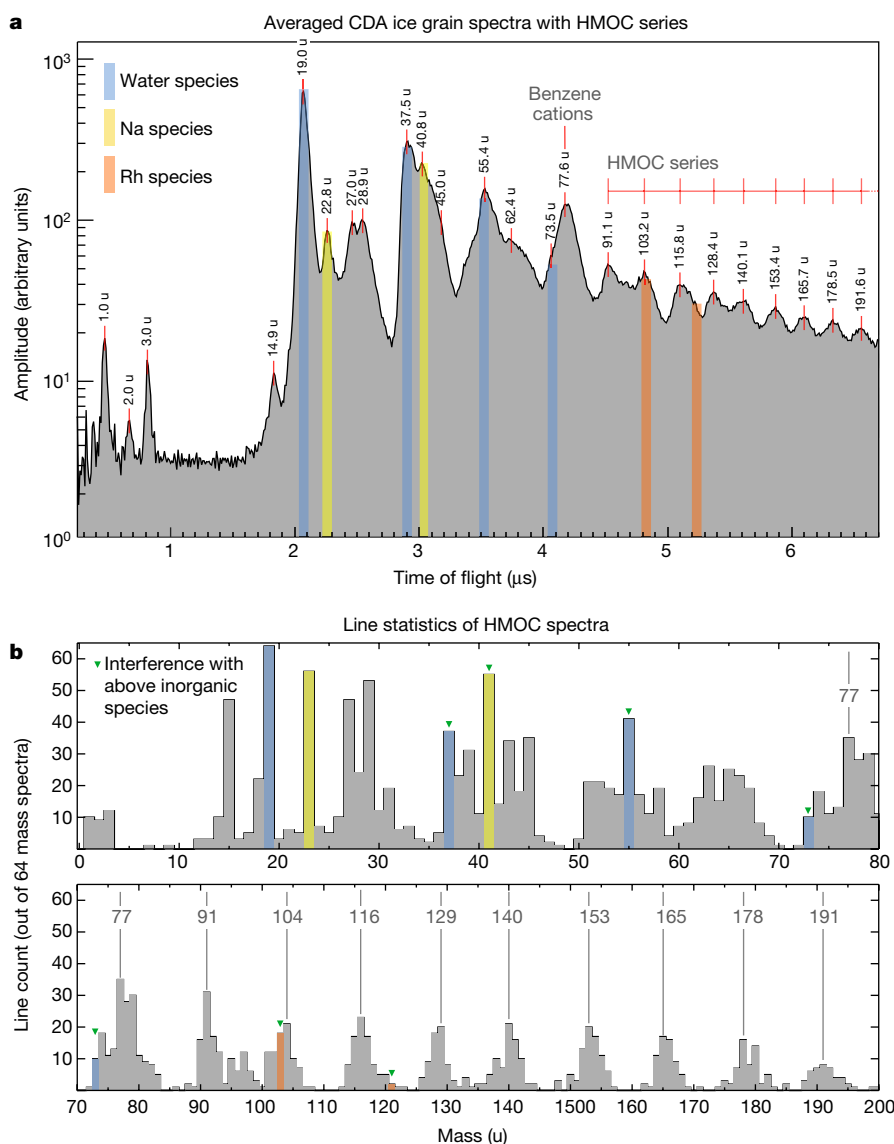 a
Averaged CDA ice grain spectra with HMOC series
Water species
Na species
Rh species
Benzene
cations
HMOC series
1.0 u
2.0 u
3.0 u
14.9 u
19.0 u
22.8 u
27.0 u
28.9 u
37.5 u
40.8 u
45.0 u
55.4 u
62.4 u
73.5 u
77.6 u
91.1 u
103.2 u
115.8 u
128.4 u
140.1 u
153.4 u
165.7 u
178.5 u
191.6 u
10³
10²
10¹
10⁰
Amplitude (arbitrary units)
1 2 3 4 5 6
Time of flight (µs)
b
Line statistics of HMOC spectra
Interference with
above inorganic
species
77
60
50
40
30
20
10
0 10 20 30 40 50 60 70 80
Line count (out of 64 mass spectra)
60
50
40
30
20
10
77 91 104 116 129 140 153 165 178 191
70 80 90 100 110 120 130 140 1500 160 170 180 190 200
Mass (u)